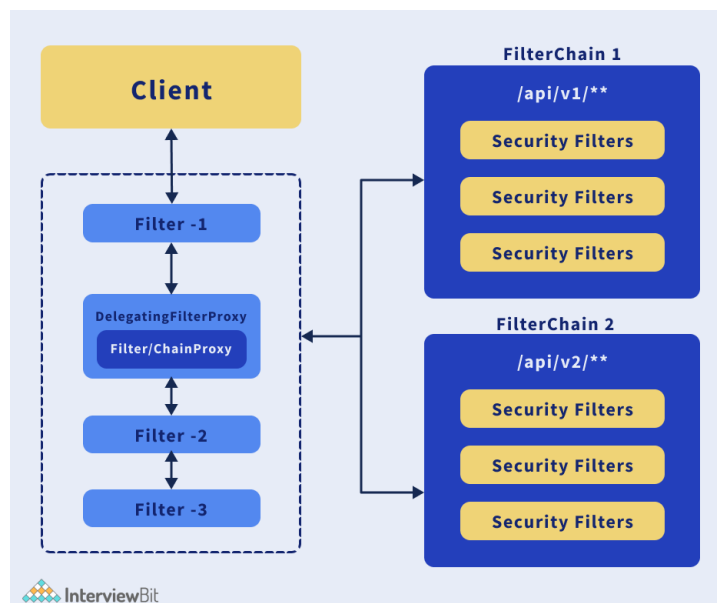 Client
Filter -1
DelegatingFilterProxy
Filter/ChainProxy
Filter -2
Filter -3
FilterChain 1
/api/v1/**
Security Filters
Security Filters
Security Filters
FilterChain 2
/api/v2/**
Security Filters
Security Filters
Security Filters
InterviewBit